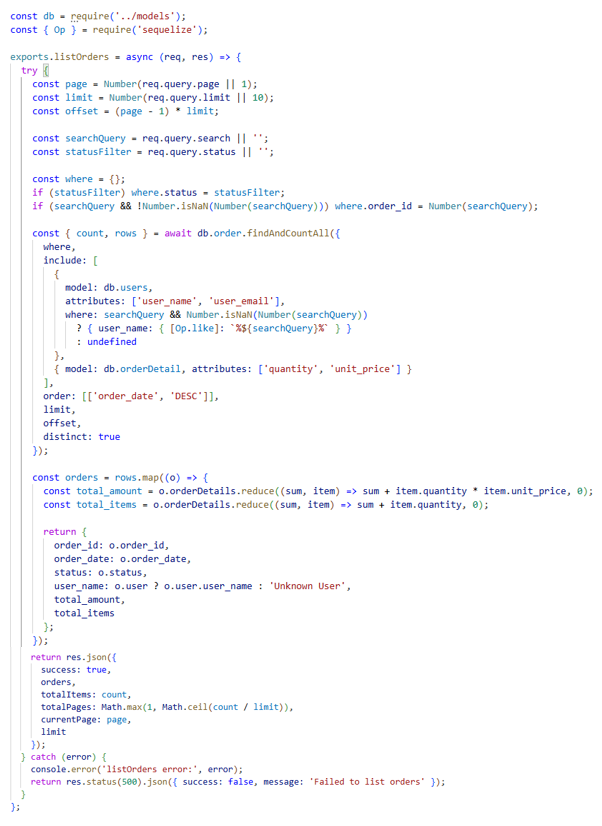 const db = require('../models');
const { Op } = require('sequelize');

exports.listOrders = async (req, res) => {
  try {
    const page = Number(req.query.page || 1);
    const limit = Number(req.query.limit || 10);
    const offset = (page - 1) * limit;

    const searchQuery = req.query.search || '';
    const statusFilter = req.query.status || '';

    const where = {};
    if (statusFilter) where.status = statusFilter;
    if (searchQuery && !Number.isNaN(Number(searchQuery))) where.order_id = Number(searchQuery);

    const { count, rows } = await db.order.findAndCountAll({
      where,
      include: [
        {
          model: db.users,
          attributes: ['user_name', 'user_email'],
          where: searchQuery && Number.isNaN(Number(searchQuery))
            ? { user_name: { [Op.like]: `%${searchQuery}%` } }
            : undefined
        },
        { model: db.orderDetail, attributes: ['quantity', 'unit_price'] }
      ],
      order: [['order_date', 'DESC']],
      limit,
      offset,
      distinct: true
    });

    const orders = rows.map((o) => {
      const total_amount = o.orderDetails.reduce((sum, item) => sum + item.quantity * item.unit_price, 0);
      const total_items = o.orderDetails.reduce((sum, item) => sum + item.quantity, 0);

      return {
        order_id: o.order_id,
        order_date: o.order_date,
        status: o.status,
        user_name: o.user ? o.user.user_name : 'Unknown User',
        total_amount,
        total_items
      };
    });
    return res.json({
      success: true,
      orders,
      totalItems: count,
      totalPages: Math.max(1, Math.ceil(count / limit)),
      currentPage: page,
      limit
    });
  } catch (error) {
    console.error('listOrders error:', error);
    return res.status(500).json({ success: false, message: 'Failed to list orders' });
  }
};